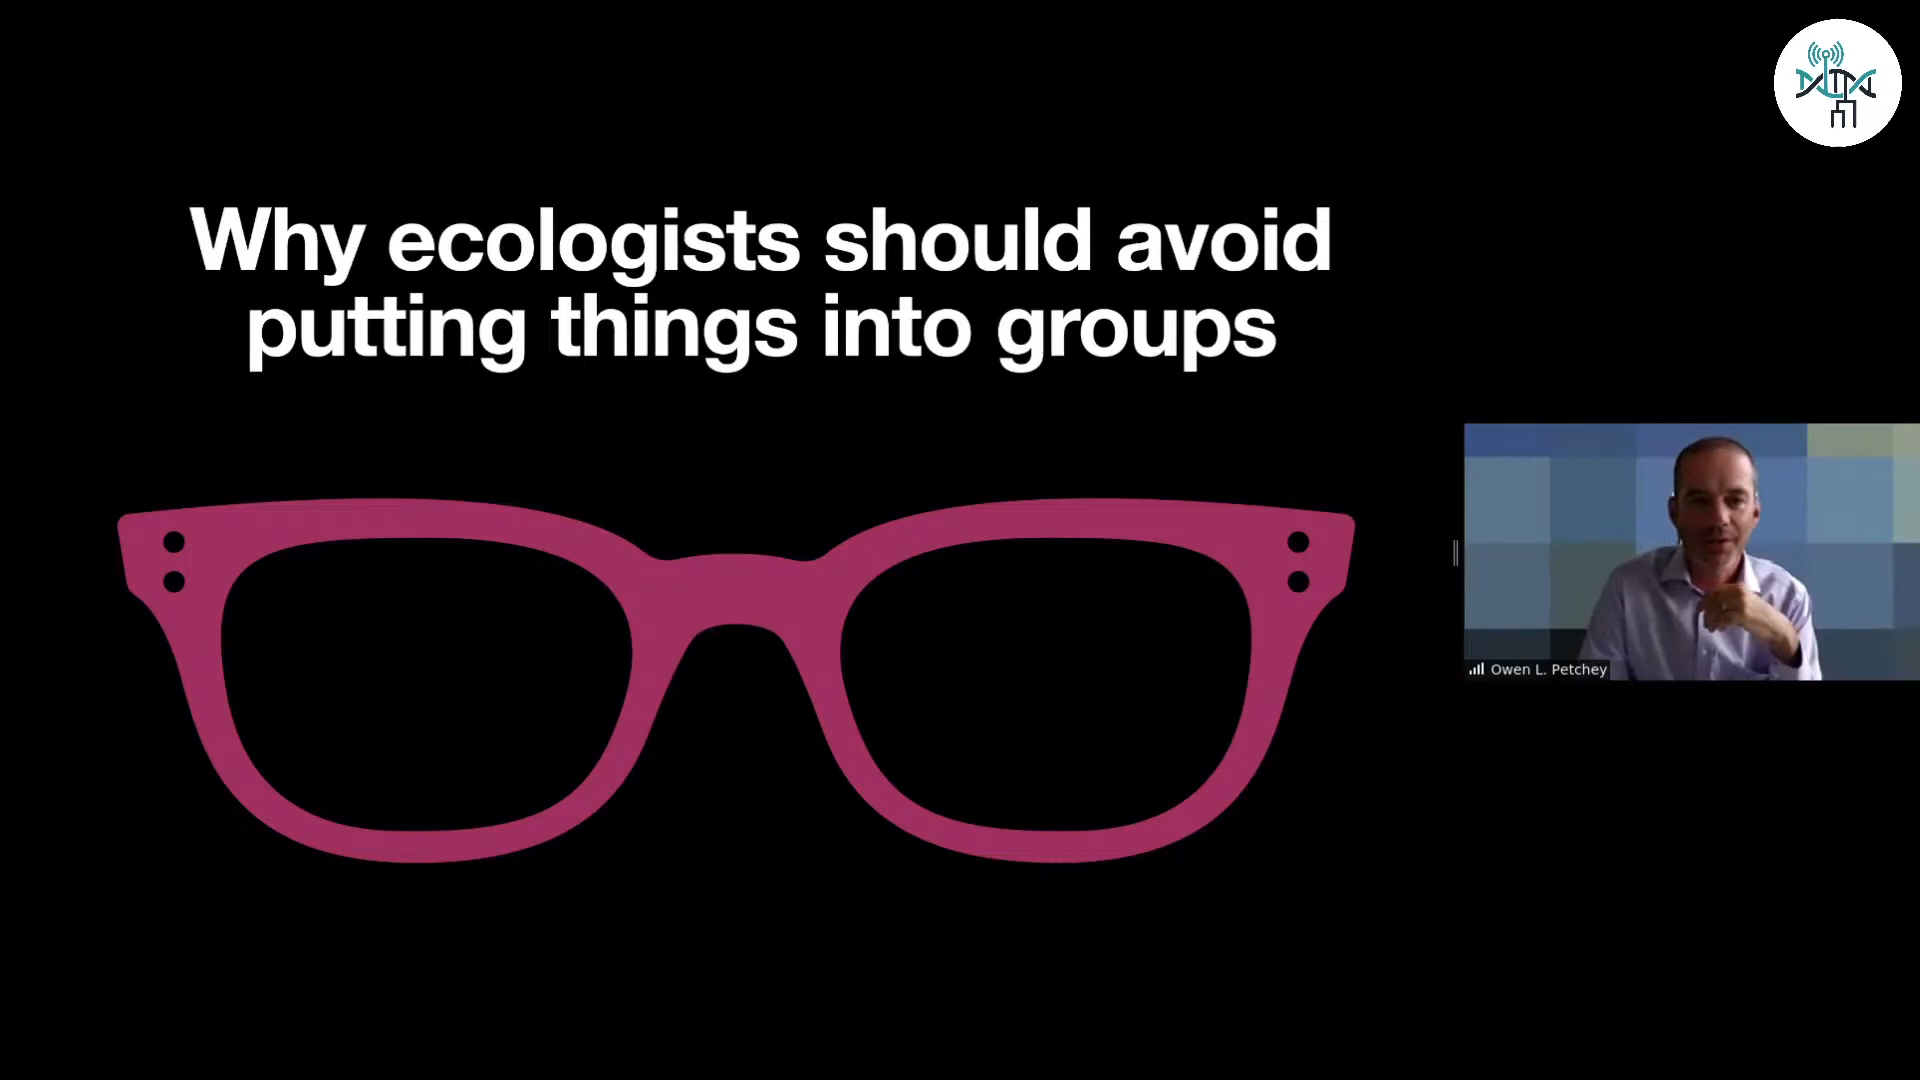 Why ecologists should avoid
putting things into groups
Owen L. Petchey